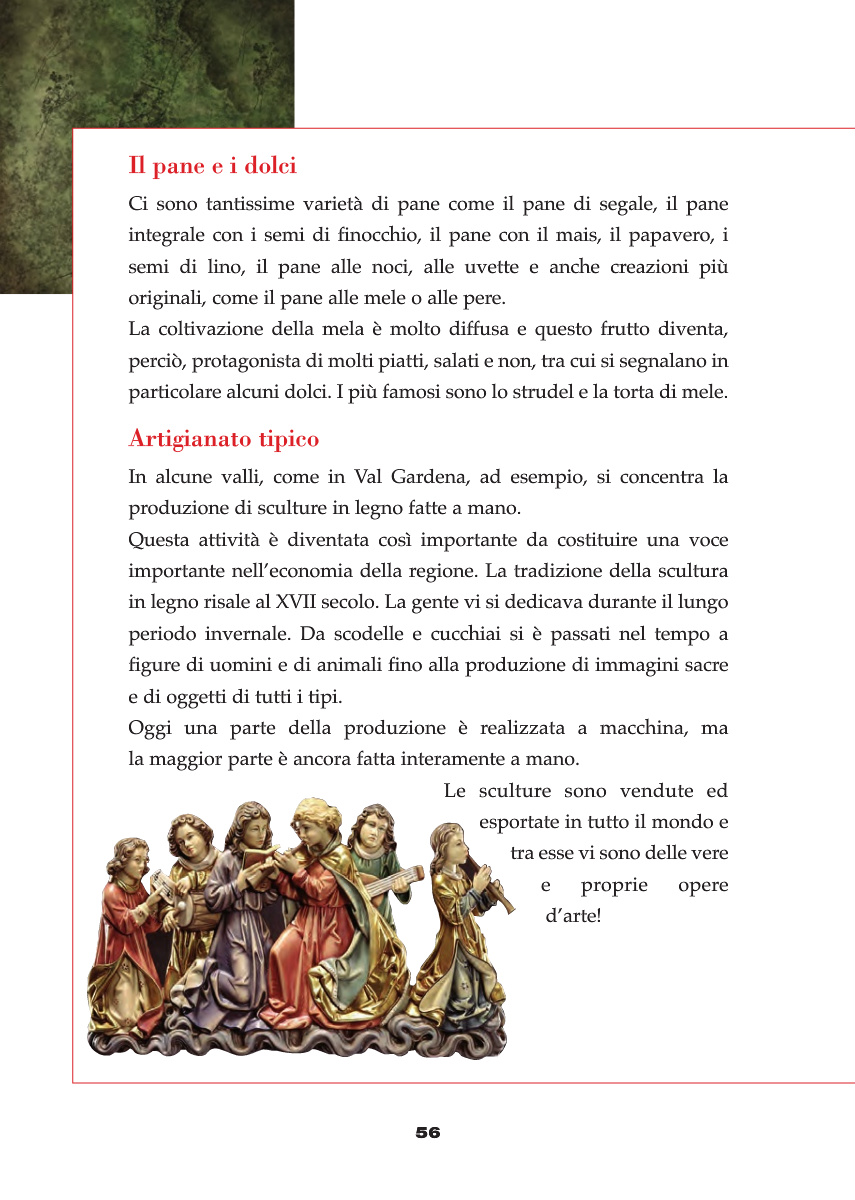 Il pane e i dolci
Ci sono tantissime varietà di pane come il pane di segale, il pane
integrale con i semi di finocchio, il pane con il mais, il papavero, i
semi di lino, il pane alle noci, alle uvette e anche creazioni più
originali, come il pane alle mele o alle pere.
La coltivazione della mela è molto diffusa e questo frutto diventa,
perciò, protagonista di molti piatti, salati e non, tra cui si segnalano in
particolare alcuni dolci. I più famosi sono lo strudel e la torta di mele.
Artigianato tipico
In alcune valli, come in Val Gardena, ad esempio, si concentra la
produzione di sculture in legno fatte a mano.
Questa attività è diventata così importante da costituire una voce
importante nell’economia della regione. La tradizione della scultura
in legno risale al XVII secolo. La gente vi si dedicava durante il lungo
periodo invernale. Da scodelle e cucchiai si è passati nel tempo a
figure di uomini e di animali fino alla produzione di immagini sacre
e di oggetti di tutti i tipi.
Oggi una parte della produzione è realizzata a macchina, ma
la maggior parte è ancora fatta interamente a mano.
Le sculture sono vendute ed
esportate in tutto il mondo e
tra esse vi sono delle vere
e proprie opere
d’arte!
56